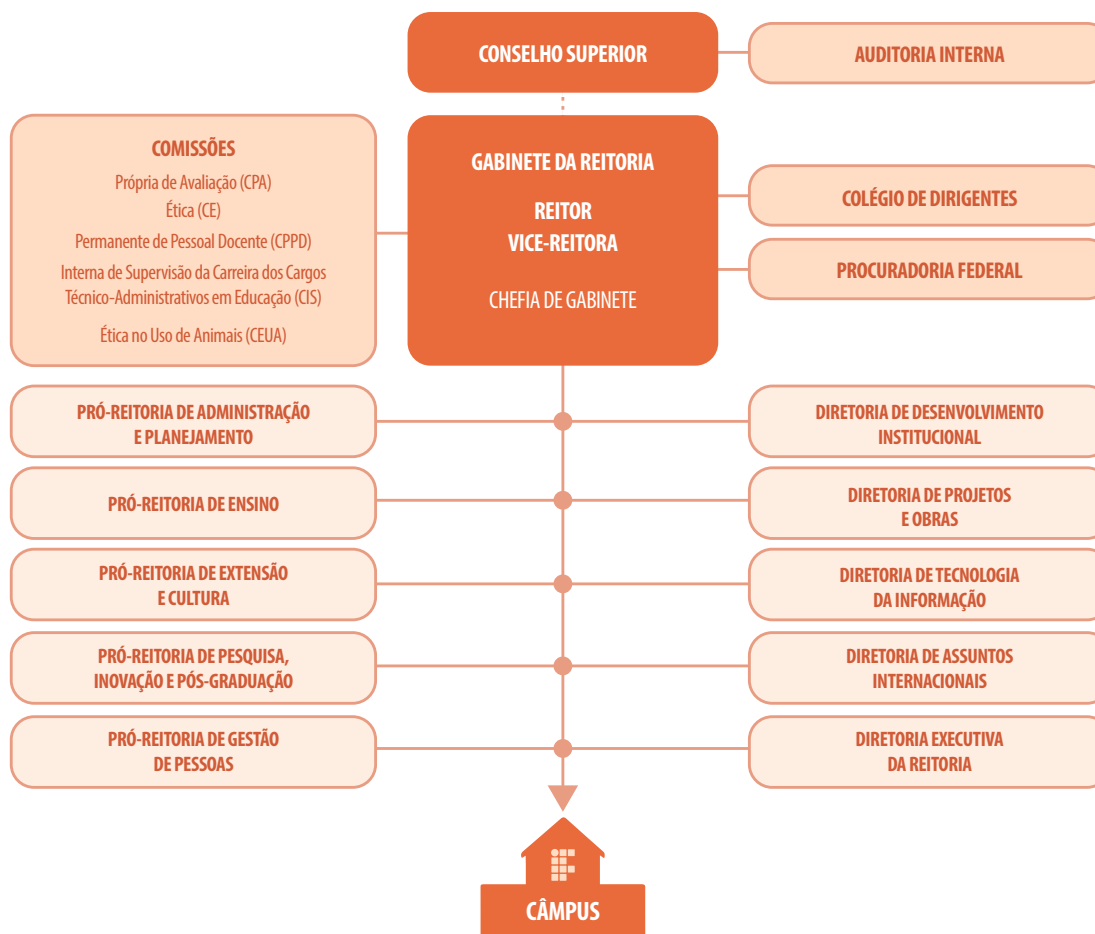 CONSELHO SUPERIOR
AUDITORIA INTERNA
COMISSÕES
Própria de Avaliação (CPA)
Ética (CE)
Permanente de Pessoal Docente (CPPD)
Interna de Supervisão da Carreira dos Cargos
Técnico-Administrativos em Educação (CIS)
Ética no Uso de Animais (CEUA)
GABINETE DA REITORIA
REITOR
VICE-REITORA
CHEFIA DE GABINETE
COLÉGIO DE DIRIGENTES
PROCURADORIA FEDERAL
PRÓ-REITORIA DE ADMINISTRAÇÃO
E PLANEJAMENTO
DIRETORIA DE DESENVOLVIMENTO
INSTITUCIONAL
PRÓ-REITORIA DE ENSINO
DIRETORIA DE PROJETOS
E OBRAS
PRÓ-REITORIA DE EXTENSÃO
E CULTURA
DIRETORIA DE TECNOLOGIA
DA INFORMAÇÃO
PRÓ-REITORIA DE PESQUISA,
INOVAÇÃO E PÓS-GRADUAÇÃO
DIRETORIA DE ASSUNTOS
INTERNACIONAIS
PRÓ-REITORIA DE GESTÃO
DE PESSOAS
DIRETORIA EXECUTIVA
DA REITORIA
CÂMPUS